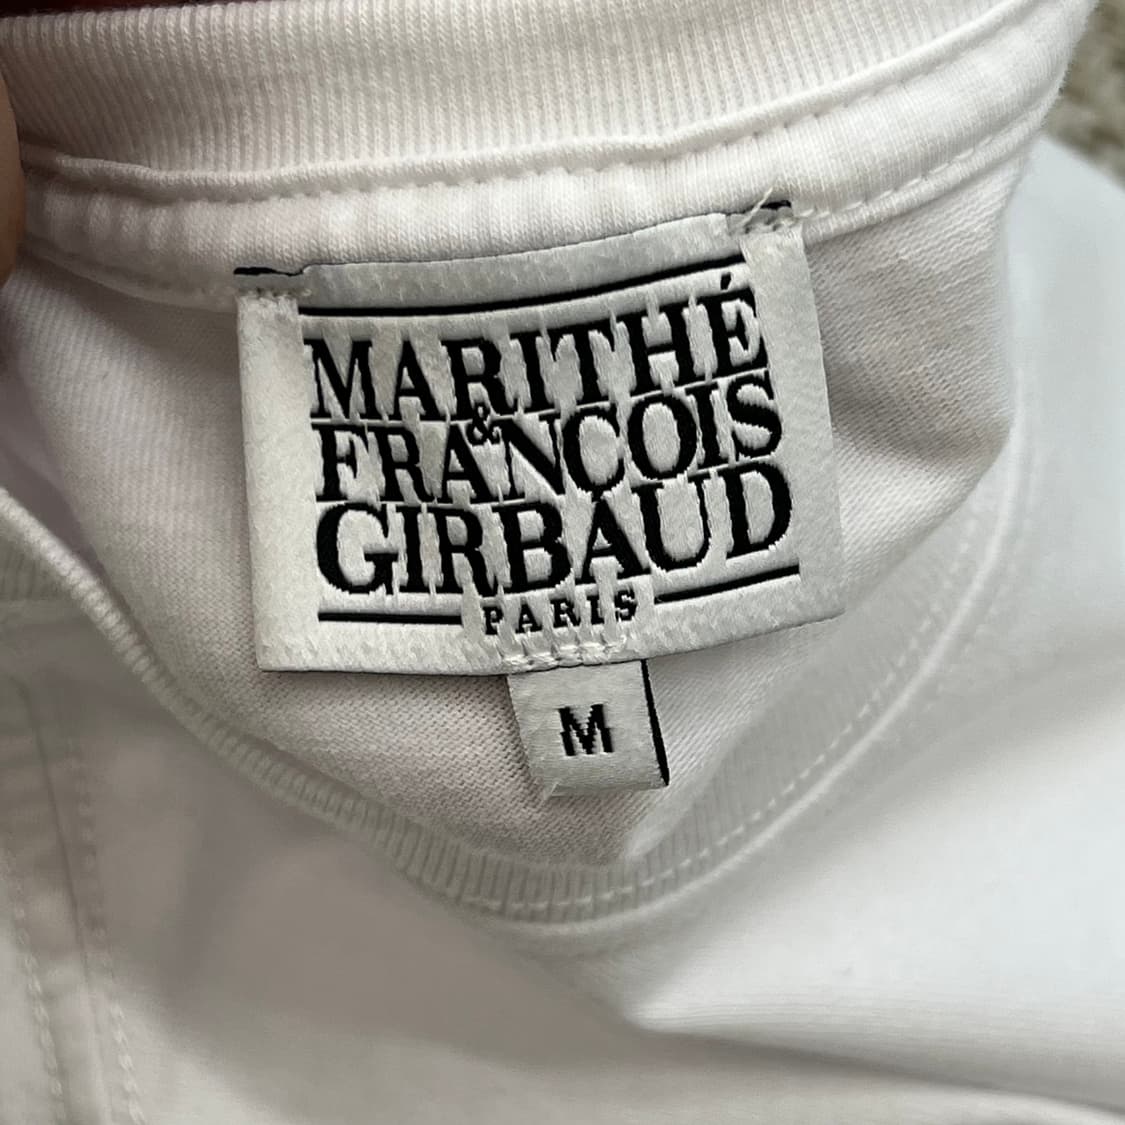 MARITHÉ
&
FRANÇOIS
GIRBAUD
PARIS
M